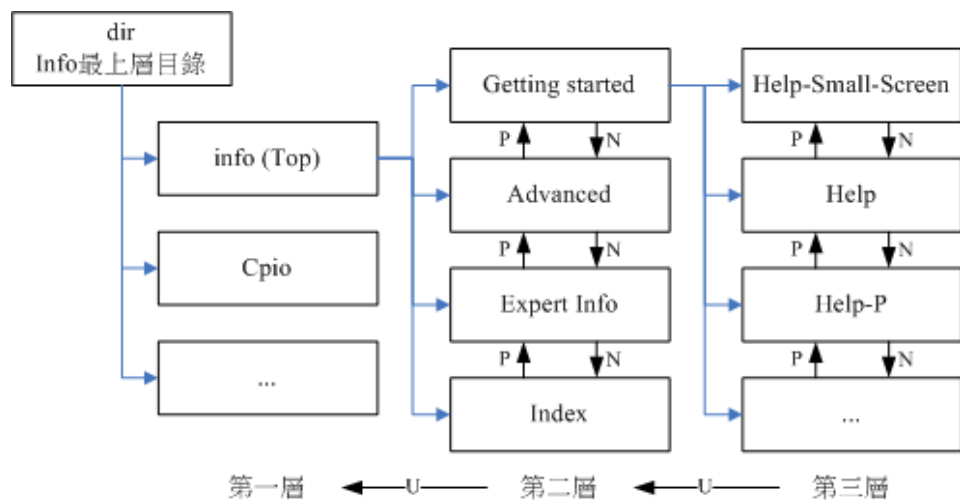 dir
Info最上層目錄
info (Top)
Cpio
...
Getting started
P N
Advanced
P N
Expert Info
P N
Index
Help-Small-Screen
P N
Help
P N
Help-P
P N
...
第一層 U 第二層 U 第三層